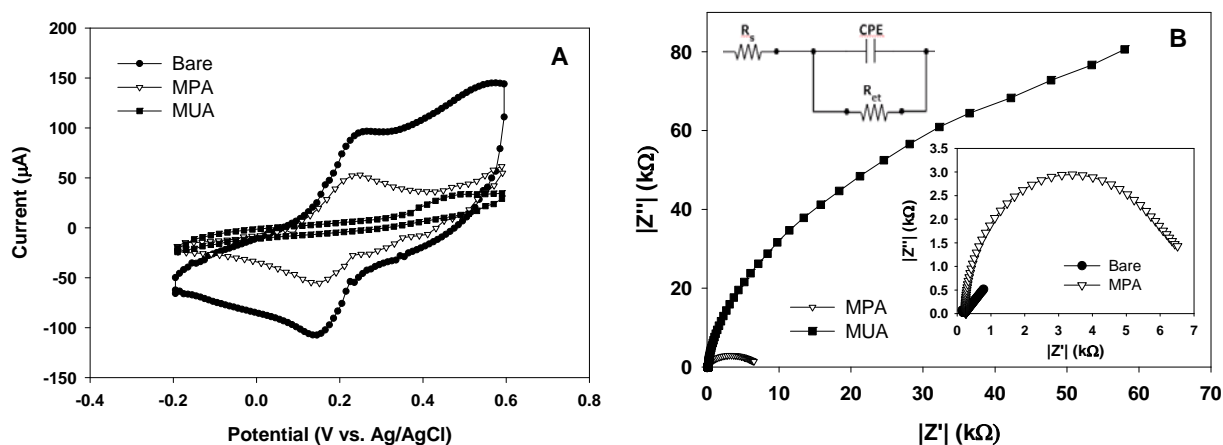 A
Bare
MPA
MUA
Current (μA)
200
150
100
50
0
-50
-100
-150
-0.4
-0.2
0.0
0.2
0.4
0.6
0.8
Potential (V vs. Ag/AgCl)
B
R_s
CPE
R_et
|Z''| (kΩ)
80
60
40
20
0
MPA
MUA
0
10
20
30
40
50
60
70
|Z'| (kΩ)
|Z''| (kΩ)
3.5
3.0
2.5
2.0
1.5
1.0
0.5
0.0
Bare
MPA
0
1
2
3
4
5
6
7
|Z'| (kΩ)